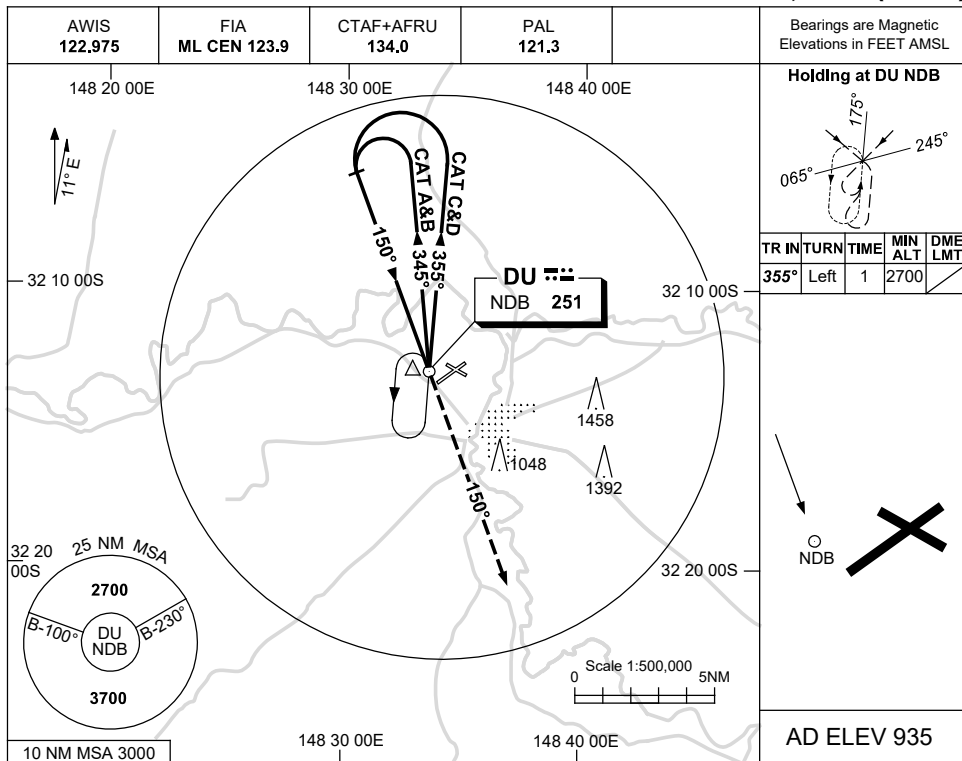 AWIS
122.975
FIA
ML CEN 123.9
CTAF+AFRU
134.0
PAL
121.3
Bearings are Magnetic
Elevations in FEET AMSL
148 20 00E
148 30 00E
148 40 00E
11° E
CAT A&B
CAT C&D
150°
345°
355°
32 10 00S
32 10 00S
DU
NDB 251
1458
1048
1392
150°
32 20
00S
25 NM MSA
2700
B-100°
B-230°
DU
NDB
3700
10 NM MSA 3000
32 20 00S
Scale 1:500,000
0
5NM
148 30 00E
148 40 00E
Holding at DU NDB
175°
245°
065°
TR IN
TURN
TIME
MIN
ALT
DME
LMT
355°
Left
1
2700
NDB
AD ELEV 935